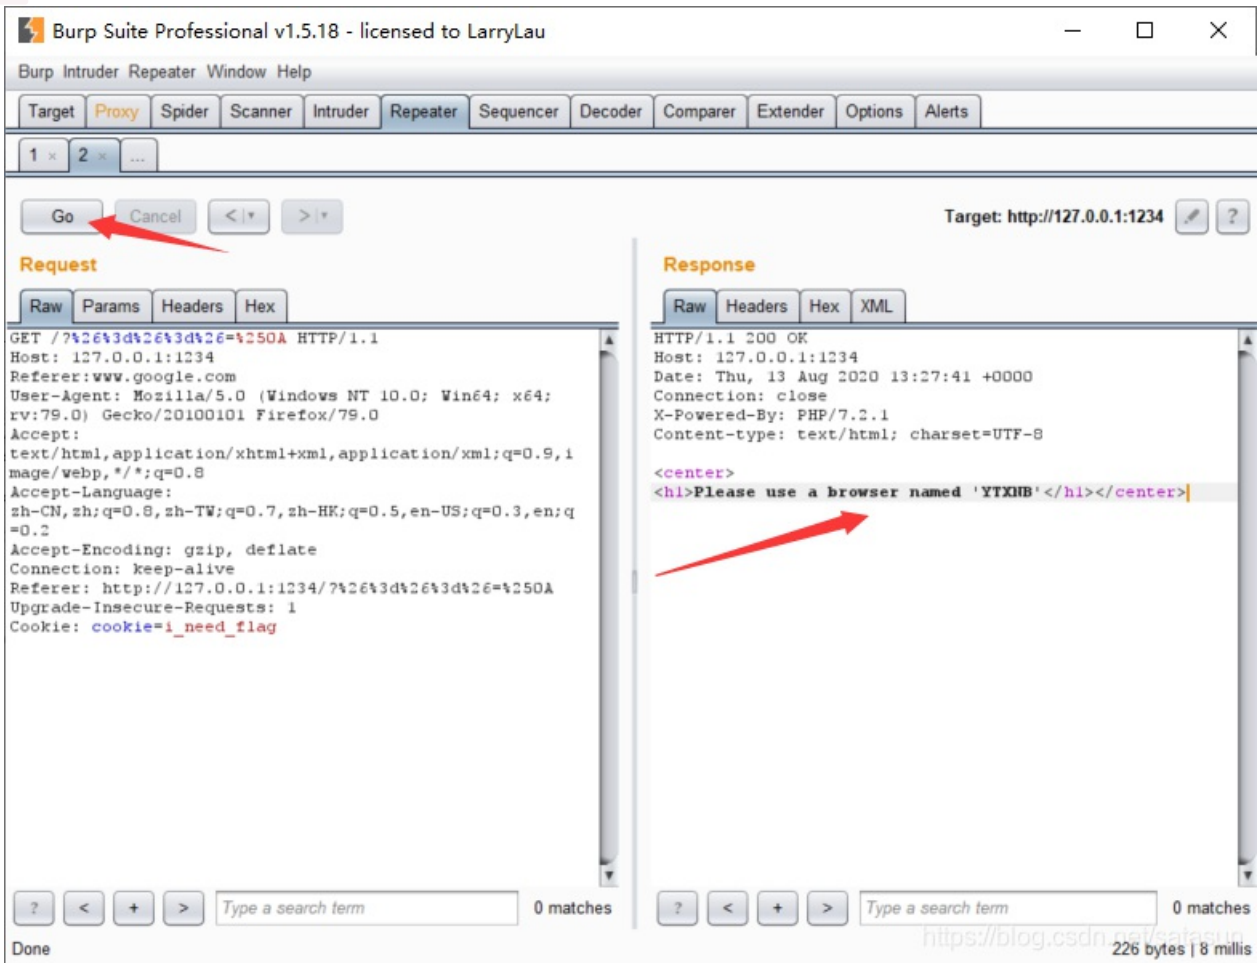 Burp Suite Professional v1.5.18 - licensed to LarryLau
Burp Intruder Repeater Window Help
Target Proxy Spider Scanner Intruder Repeater Sequencer Decoder Comparer Extender Options Alerts
1 × 2 × ...
Go Cancel < > Target: http://127.0.0.1:1234 ?
Request
Raw Params Headers Hex
GET /?%26%3d%26%3d%26=%250A HTTP/1.1
Host: 127.0.0.1:1234
Referer:www.google.com
User-Agent: Mozilla/5.0 (Windows NT 10.0; Win64; x64;
rv:79.0) Gecko/20100101 Firefox/79.0
Accept:
text/html,application/xhtml+xml,application/xml;q=0.9,i
mage/webp,*/*;q=0.8
Accept-Language:
zh-CN,zh;q=0.8,zh-TW;q=0.7,zh-HK;q=0.5,en-US;q=0.3,en;q
=0.2
Accept-Encoding: gzip, deflate
Connection: keep-alive
Referer: http://127.0.0.1:1234/?%26%3d%26%3d%26=%250A
Upgrade-Insecure-Requests: 1
Cookie: cookie=i_need_flag
? < + > Type a search term 0 matches
Response
Raw Headers Hex XML
HTTP/1.1 200 OK
Host: 127.0.0.1:1234
Date: Thu, 13 Aug 2020 13:27:41 +0000
Connection: close
X-Powered-By: PHP/7.2.1
Content-type: text/html; charset=UTF-8
<center>
<h1>Please use a browser named 'YTXNB'</h1></center>
? < + > Type a search term 0 matches
https://blog.csdn.net/satasun
Done 226 bytes | 8 millis